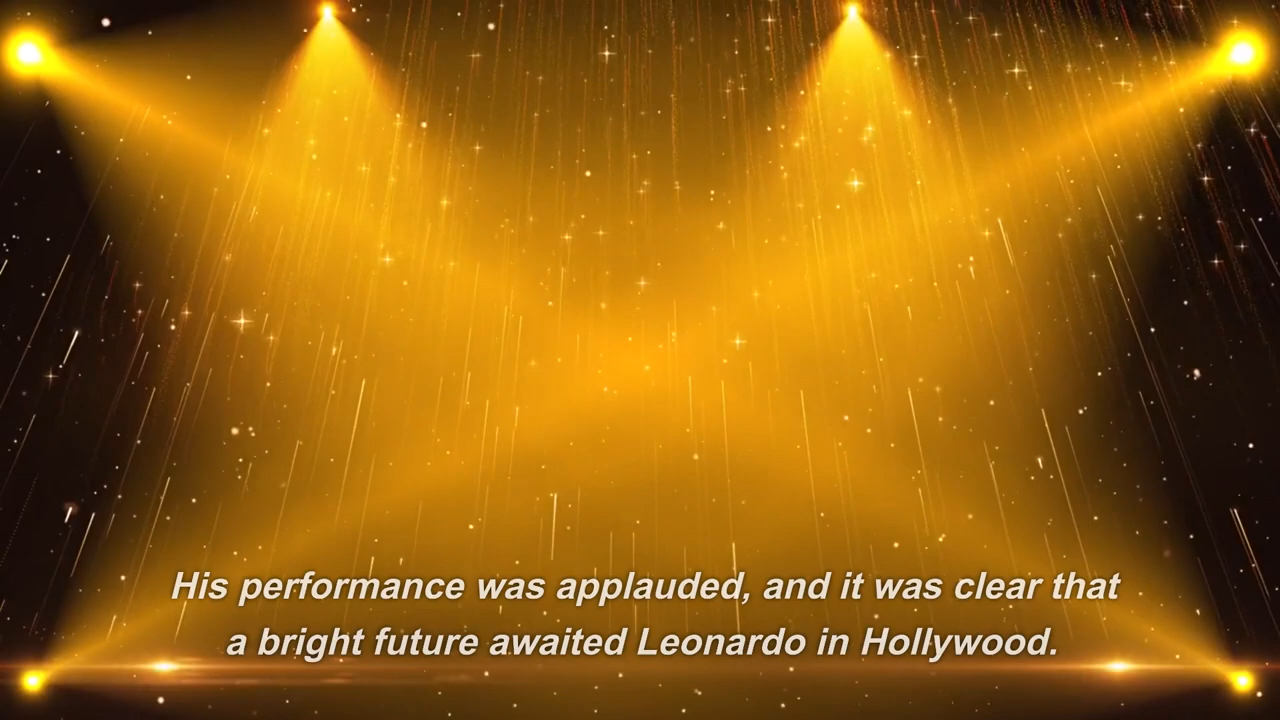 His performance was applauded, and it was clear that
a bright future awaited Leonardo in Hollywood.